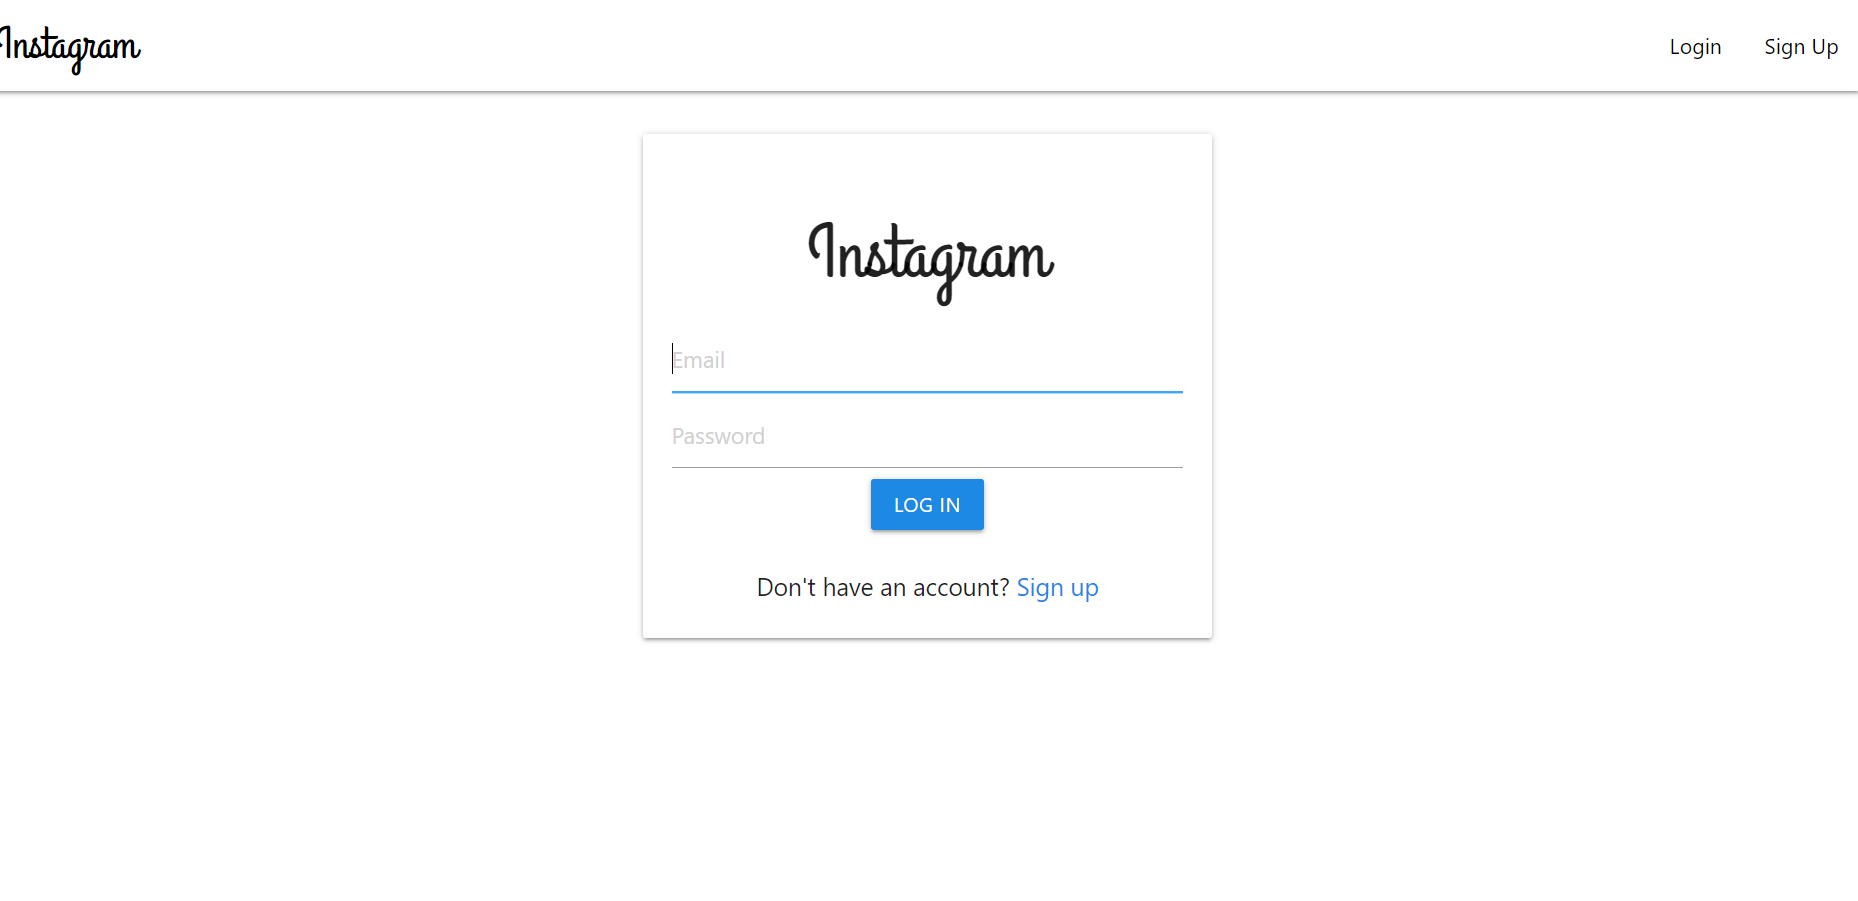 Instagram
Login Sign Up
Instagram
Email
Password
LOG IN
Don't have an account? Sign up